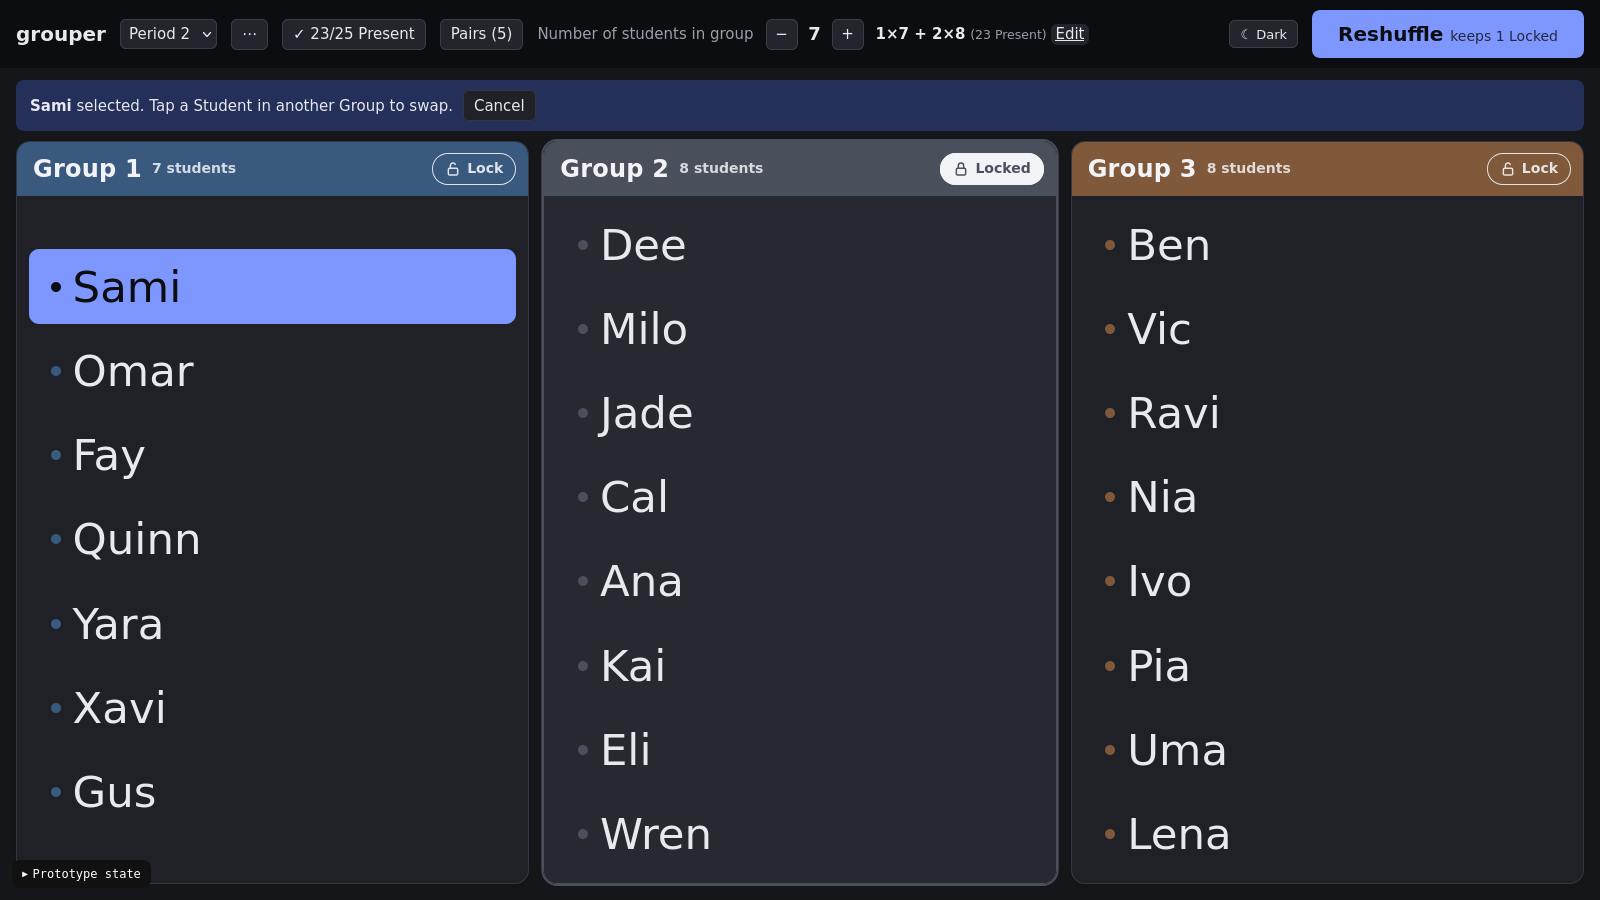 grouper Period 2 ··· ✓ 23/25 Present Pairs (5) Number of students in group − 7 + 1×7 + 2×8 (23 Present) Edit ☾ Dark Reshuffle keeps 1 Locked
Sami selected. Tap a Student in another Group to swap. Cancel
Group 1 7 students Lock
• Sami
• Omar
• Fay
• Quinn
• Yara
• Xavi
• Gus
Group 2 8 students Locked
• Dee
• Milo
• Jade
• Cal
• Ana
• Kai
• Eli
• Wren
Group 3 8 students Lock
• Ben
• Vic
• Ravi
• Nia
• Ivo
• Pia
• Uma
• Lena
▸ Prototype state